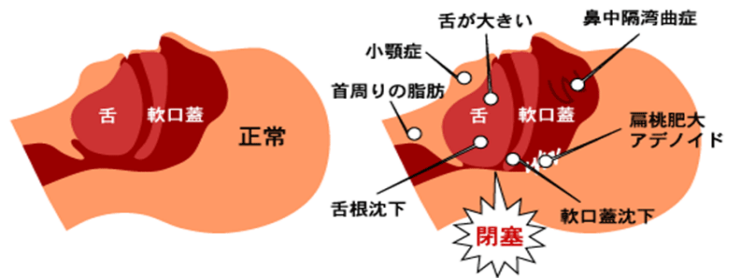 舌
軟口蓋
正常
舌が大きい
鼻中隔湾曲症
小顎症
首周りの脂肪
舌
軟口蓋
扁桃肥大
アデノイド
舌根沈下
軟口蓋沈下
閉塞